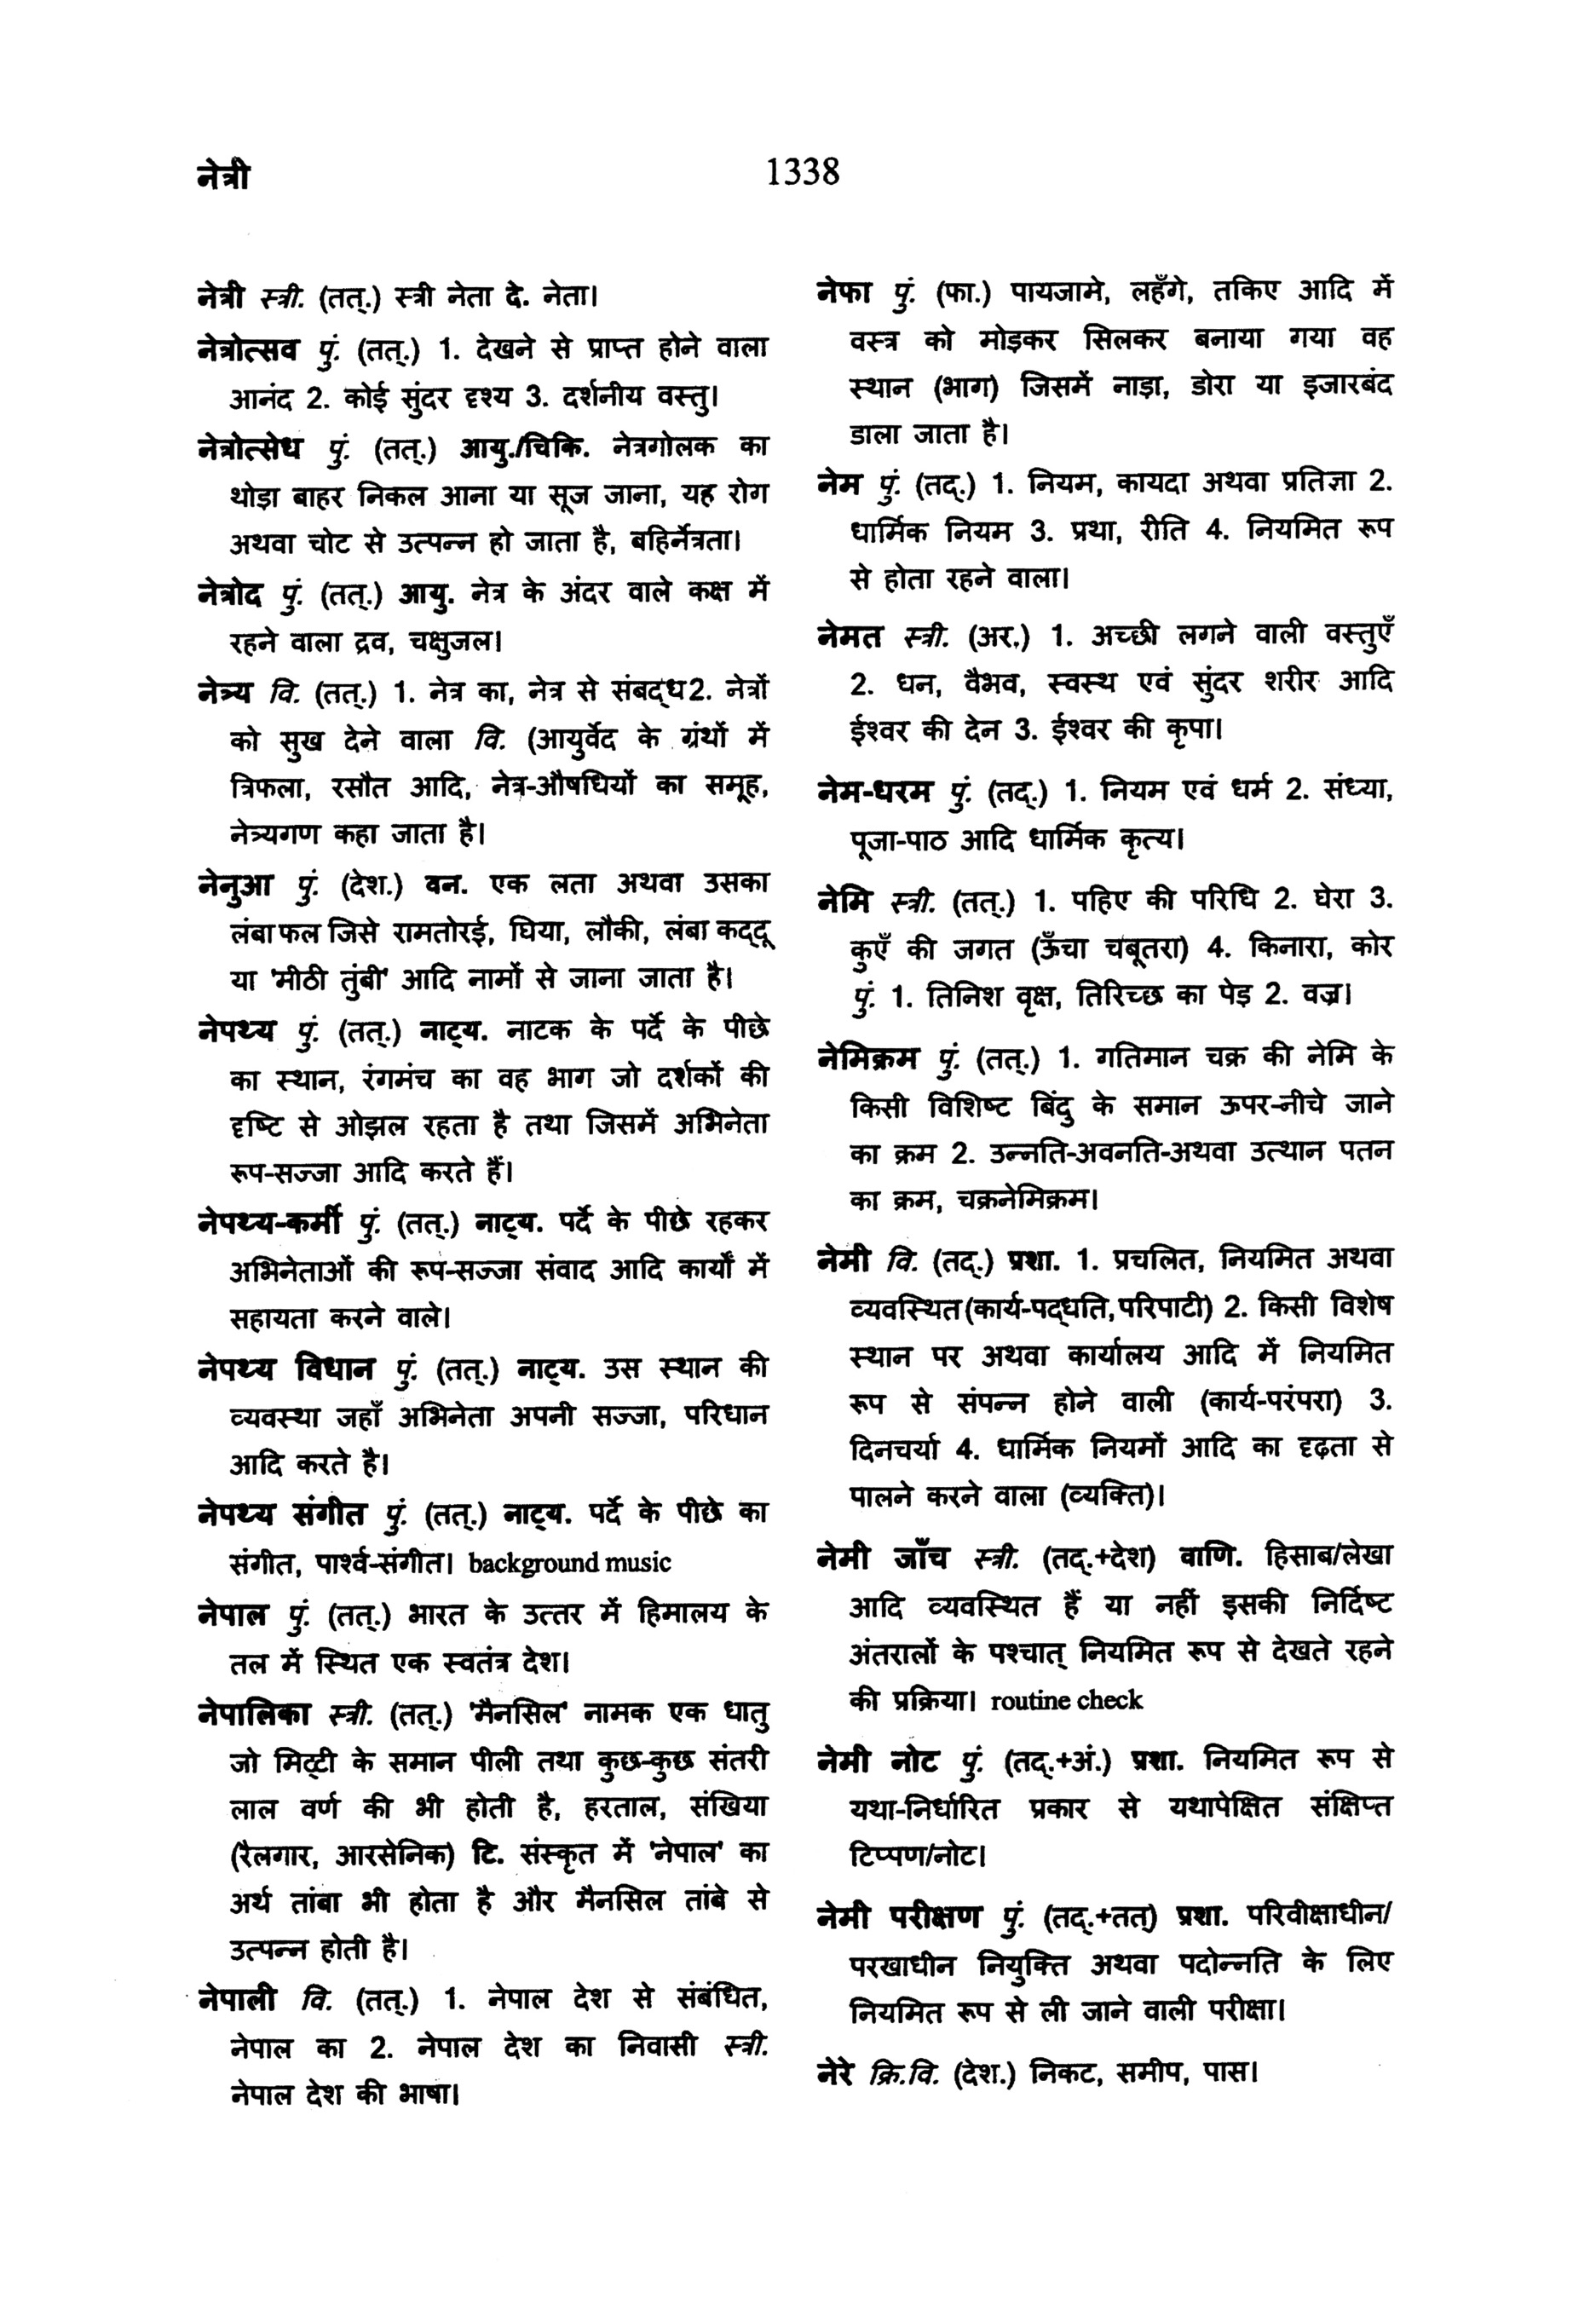 नेत्री
1338
नेत्री स्त्री. (तत्.) स्त्री नेता दे. नेता।
नेत्रोत्सव पुं. (तत्.) 1. देखने से प्राप्त होने वाला
आनंद 2. कोई सुंदर दृश्य 3. दर्शनीय वस्तु।
नेत्रोत्सेध पुं. (तत्.) आयु./चिकि. नेत्रगोलक का
थोड़ा बाहर निकल आना या सूज जाना, यह रोग
अथवा चोट से उत्पन्न हो जाता है, बहिर्नेत्रता।
नेत्रोद पुं. (तत्.) आयु. नेत्र के अंदर वाले कक्ष में
रहने वाला द्रव, चक्षुजल।
नेत्र्य वि. (तत्.) 1. नेत्र का, नेत्र से संबद्ध 2. नेत्रों
को सुख देने वाला वि. (आयुर्वेद के ग्रंथों में
त्रिफला, रसौत आदि, नेत्र-औषधियों का समूह,
नेत्र्यगण कहा जाता है।
नेनुआ पुं. (देश.) वन. एक लता अथवा उसका
लंबा फल जिसे रामतोरई, घिया, लौकी, लंबा कद्दू
या 'मीठी तुंबी' आदि नामों से जाना जाता है।
नेपथ्य पुं. (तत्.) नाट्य. नाटक के पर्दे के पीछे
का स्थान, रंगमंच का वह भाग जो दर्शकों की
दृष्टि से ओझल रहता है तथा जिसमें अभिनेता
रूप-सज्जा आदि करते हैं।
नेपथ्य-कर्मी पुं. (तत्.) नाट्य. पर्दे के पीछे रहकर
अभिनेताओं की रूप-सज्जा संवाद आदि कार्यों में
सहायता करने वाले।
नेपथ्य विधान पुं. (तत्.) नाट्य. उस स्थान की
व्यवस्था जहाँ अभिनेता अपनी सज्जा, परिधान
आदि करते है।
नेपथ्य संगीत पुं. (तत्.) नाट्य. पर्दे के पीछे का
संगीत, पार्श्व-संगीत। background music
नेपाल पुं. (तत्.) भारत के उत्तर में हिमालय के
तल में स्थित एक स्वतंत्र देश।
नेपालिका स्त्री. (तत्.) 'मैनसिल' नामक एक धातु
जो मिट्टी के समान पीली तथा कुछ-कुछ संतरी
लाल वर्ण की भी होती है, हरताल, संखिया
(रैलगार, आरसेनिक) टि. संस्कृत में 'नेपाल' का
अर्थ तांबा भी होता है और मैनसिल तांबे से
उत्पन्न होती है।
नेपाली वि. (तत्.) 1. नेपाल देश से संबंधित,
नेपाल का 2. नेपाल देश का निवासी स्त्री.
नेपाल देश की भाषा।
नेफा पुं. (फा.) पायजामे, लहँगे, तकिए आदि में
वस्त्र को मोड़कर सिलकर बनाया गया वह
स्थान (भाग) जिसमें नाड़ा, डोरा या इजारबंद
डाला जाता है।
नेम पुं. (तद्.) 1. नियम, कायदा अथवा प्रतिज्ञा 2.
धार्मिक नियम 3. प्रथा, रीति 4. नियमित रूप
से होता रहने वाला।
नेमत स्त्री. (अर.) 1. अच्छी लगने वाली वस्तुएँ
2. धन, वैभव, स्वस्थ एवं सुंदर शरीर आदि
ईश्वर की देन 3. ईश्वर की कृपा।
नेम-धरम पुं. (तद्.) 1. नियम एवं धर्म 2. संध्या,
पूजा-पाठ आदि धार्मिक कृत्य।
नेमि स्त्री. (तत्.) 1. पहिए की परिधि 2. घेरा 3.
कुएँ की जगत (ऊँचा चबूतरा) 4. किनारा, कोर
पुं. 1. तिनिश वृक्ष, तिरिच्छ का पेड़ 2. वज्र।
नेमिक्रम पुं. (तत्.) 1. गतिमान चक्र की नेमि के
किसी विशिष्ट बिंदु के समान ऊपर-नीचे जाने
का क्रम 2. उन्नति-अवनति-अथवा उत्थान पतन
का क्रम, चक्रनेमिक्रम।
नेमी वि. (तद्.) प्रशा. 1. प्रचलित, नियमित अथवा
व्यवस्थित (कार्य-पद्धति, परिपाटी) 2. किसी विशेष
स्थान पर अथवा कार्यालय आदि में नियमित
रूप से संपन्न होने वाली (कार्य-परंपरा) 3.
दिनचर्या 4. धार्मिक नियमों आदि का दृढ़ता से
पालने करने वाला (व्यक्ति)।
नेमी जाँच स्त्री. (तद्.+देश) वाणि. हिसाब/लेखा
आदि व्यवस्थित हैं या नहीं इसकी निर्दिष्ट
अंतरालों के पश्चात् नियमित रूप से देखते रहने
की प्रक्रिया। routine check
नेमी नोट पुं. (तद्.+अं.) प्रशा. नियमित रूप से
यथा-निर्धारित प्रकार से यथापेक्षित संक्षिप्त
टिप्पण/नोट।
नेमी परीक्षण पुं. (तद्.+तत्) प्रशा. परिवीक्षाधीन/
परखाधीन नियुक्ति अथवा पदोन्नति के लिए
नियमित रूप से ली जाने वाली परीक्षा।
नेरे क्रि.वि. (देश.) निकट, समीप, पास।